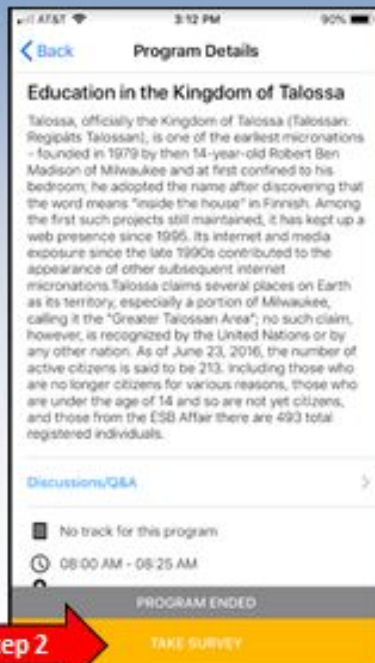 AT&T 3:12 PM 90%
Back Program Details
Education in the Kingdom of Talossa
Talossa, officially the Kingdom of Talossa (Talossan:
Regipäts Talossan), is one of the earliest micronations
- founded in 1979 by then 14-year-old Robert Ben
Madison of Milwaukee and at first confined to his
bedroom; he adopted the name after discovering that
the word means "inside the house" in Finnish. Among
the first such projects still maintained, it has kept up a
web presence since 1995. Its internet and media
exposure since the late 1990s contributed to the
appearance of other subsequent internet
micronations.Talossa claims several places on Earth
as its territory, especially a portion of Milwaukee,
calling it the "Greater Talossan Area"; no such claim,
however, is recognized by the United Nations or by
any other nation. As of June 23, 2016, the number of
active citizens is said to be 213. Including those who
are no longer citizens for various reasons, those who
are under the age of 14 and so are not yet citizens,
and those from the ESB Affair there are 493 total
registered individuals.
Discussions/Q&A
No track for this program
08:00 AM - 08:25 AM
PROGRAM ENDED
ep 2 TAKE SURVEY